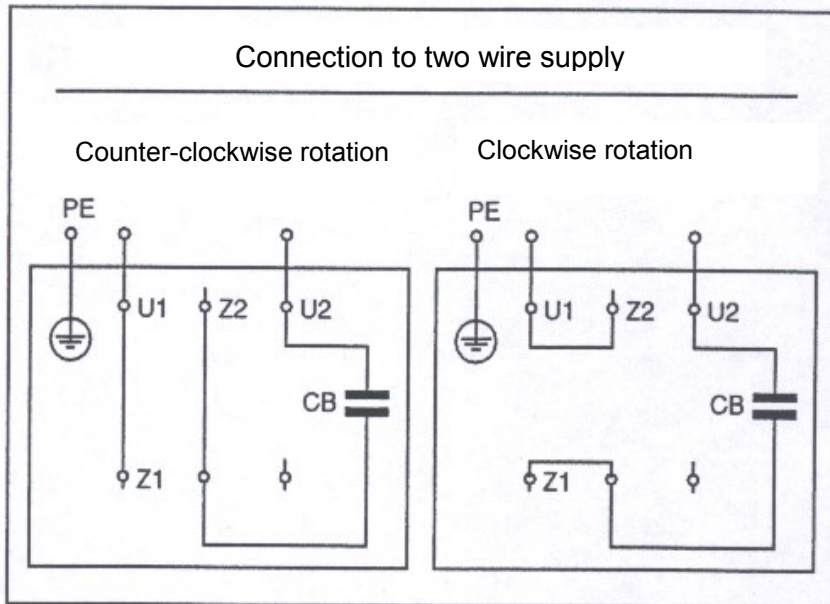 Connection to two wire supply
Counter-clockwise rotation
Clockwise rotation
PE
U1 Z2 U2
CB
Z1
PE
U1 Z2 U2
CB
Z1